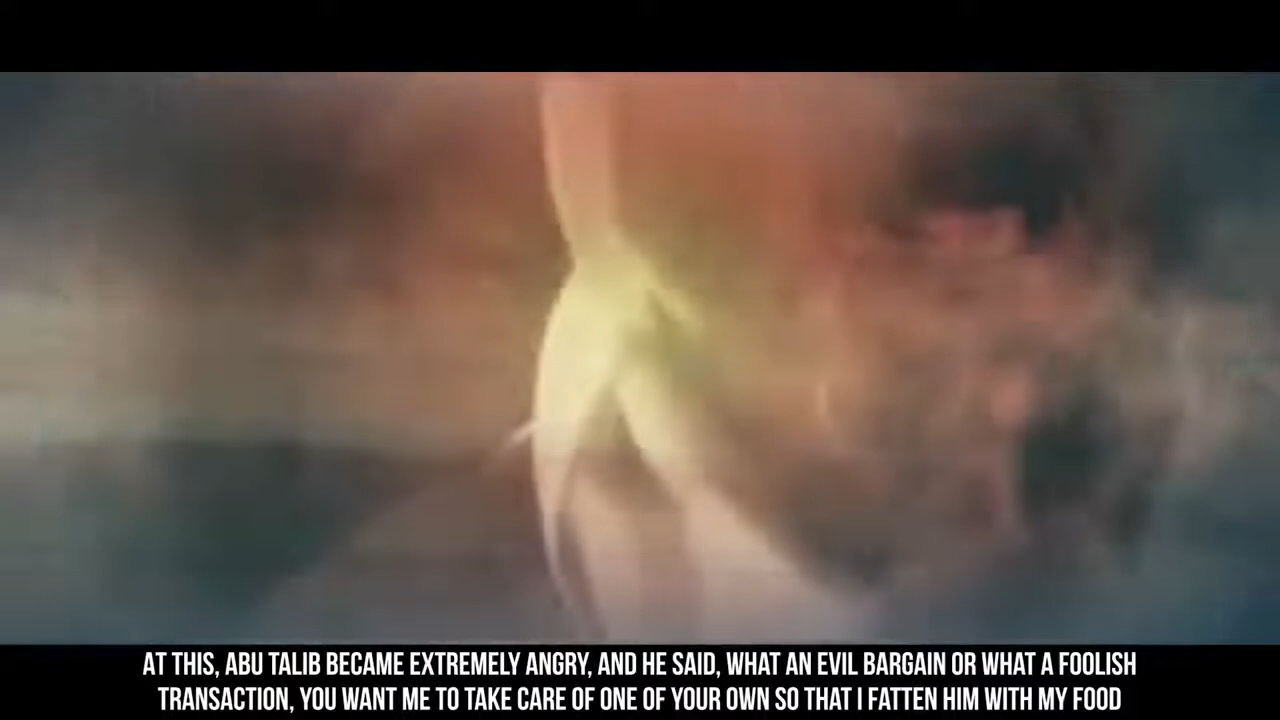 AT THIS, ABU TALIB BECAME EXTREMELY ANGRY, AND HE SAID, WHAT AN EVIL BARGAIN OR WHAT A FOOLISH
TRANSACTION, YOU WANT ME TO TAKE CARE OF ONE OF YOUR OWN SO THAT I FATTEN HIM WITH MY FOOD